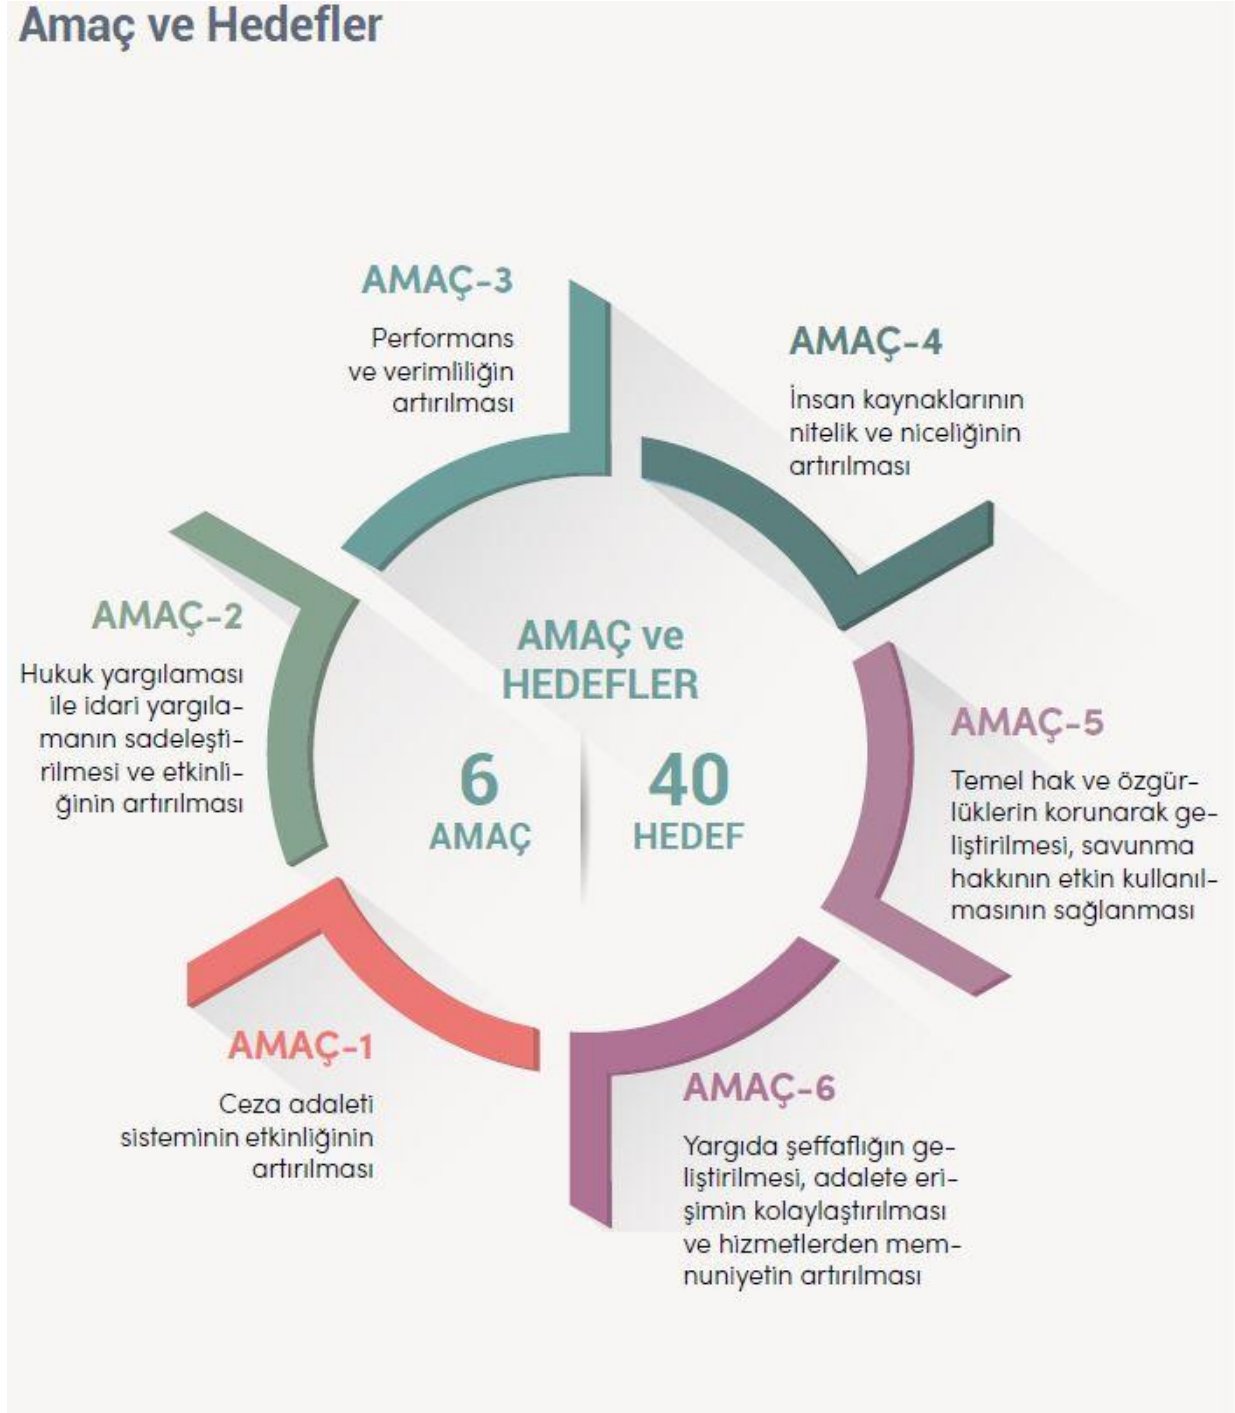 Amaç ve Hedefler
AMAÇ-3
Performans
ve verimliliğin
artırılması
AMAÇ-4
İnsan kaynaklarının
nitelik ve niceliğinin
artırılması
AMAÇ-2
Hukuk yargılaması
ile idari yargıla-
manın sadeleşti-
rilmesi ve etkinli-
ğinin artırılması
AMAÇ ve
HEDEFLER
6
AMAÇ
40
HEDEF
AMAÇ-5
Temel hak ve özgür-
lüklerin korunarak ge-
liştirilmesi, savunma
hakkının etkin kullanıl-
masının sağlanması
AMAÇ-1
Ceza adaleti
sisteminin etkinliğinin
artırılması
AMAÇ-6
Yargıda şeffaflığın ge-
liştirilmesi, adalete eri-
şimin kolaylaştırılması
ve hizmetlerden mem-
nuniyetin artırılması